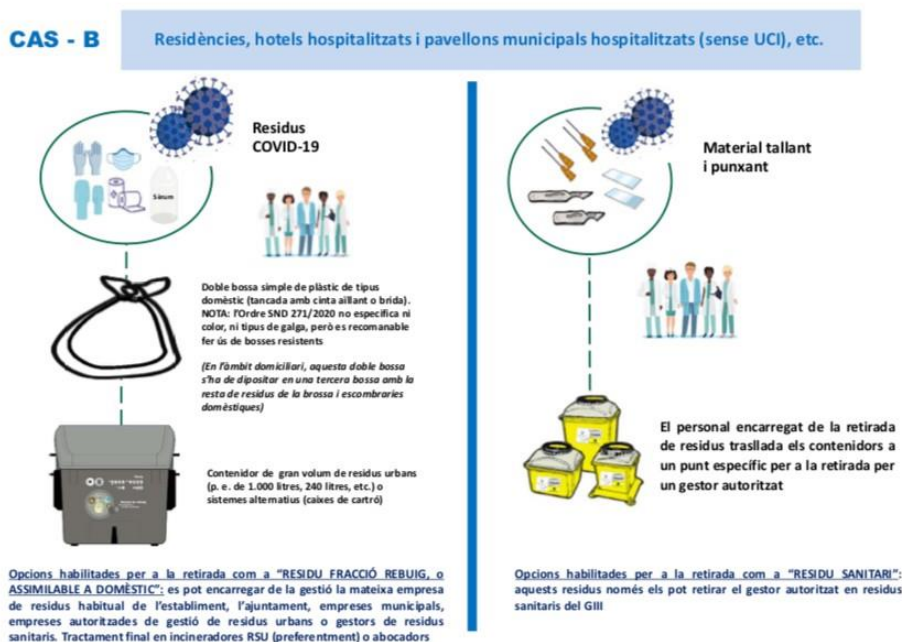 CAS - B
Residències, hotels hospitalitzats i pavellons municipals hospitalitzats (sense UCI), etc.
Residus
COVID-19
Sèrum
Doble bossa simple de plàstic de tipus
domèstic (tancada amb cinta aïllant o brida).
NOTA: l'Ordre SND 271/2020 no especifica ni
color, ni tipus de galga, però es recomanable
fer ús de bosses resistents
(En l'àmbit domiciliari, aquesta doble bossa
s'ha de dipositar en una tercera bossa amb la
resta de residus de la brossa i escombraries
domèstiques)
Contenidor de gran volum de residus urbans
(p. e. de 1.000 litres, 240 litres, etc.) o
sistemes alternatius (caixes de cartró)
Opcions habilitades per a la retirada com a "RESIDU FRACCIÓ REBUIG, o
ASSIMILABLE A DOMÈSTIC": es pot encarregar de la gestió la mateixa empresa
de residus habitual de l'establiment, l'ajuntament, empreses municipals,
empreses autoritzades de gestió de residus urbans o gestors de residus
sanitaris. Tractament final en incineradores RSU (preferentment) o abocadors
Material tallant
i punxant
El personal encarregat de la retirada
de residus trasllada els contenidors a
un punt específic per a la retirada per
un gestor autoritzat
Opcions habilitades per a la retirada com a "RESIDU SANITARI":
aquests residus només els pot retirar el gestor autoritzat en residus
sanitaris del GIII